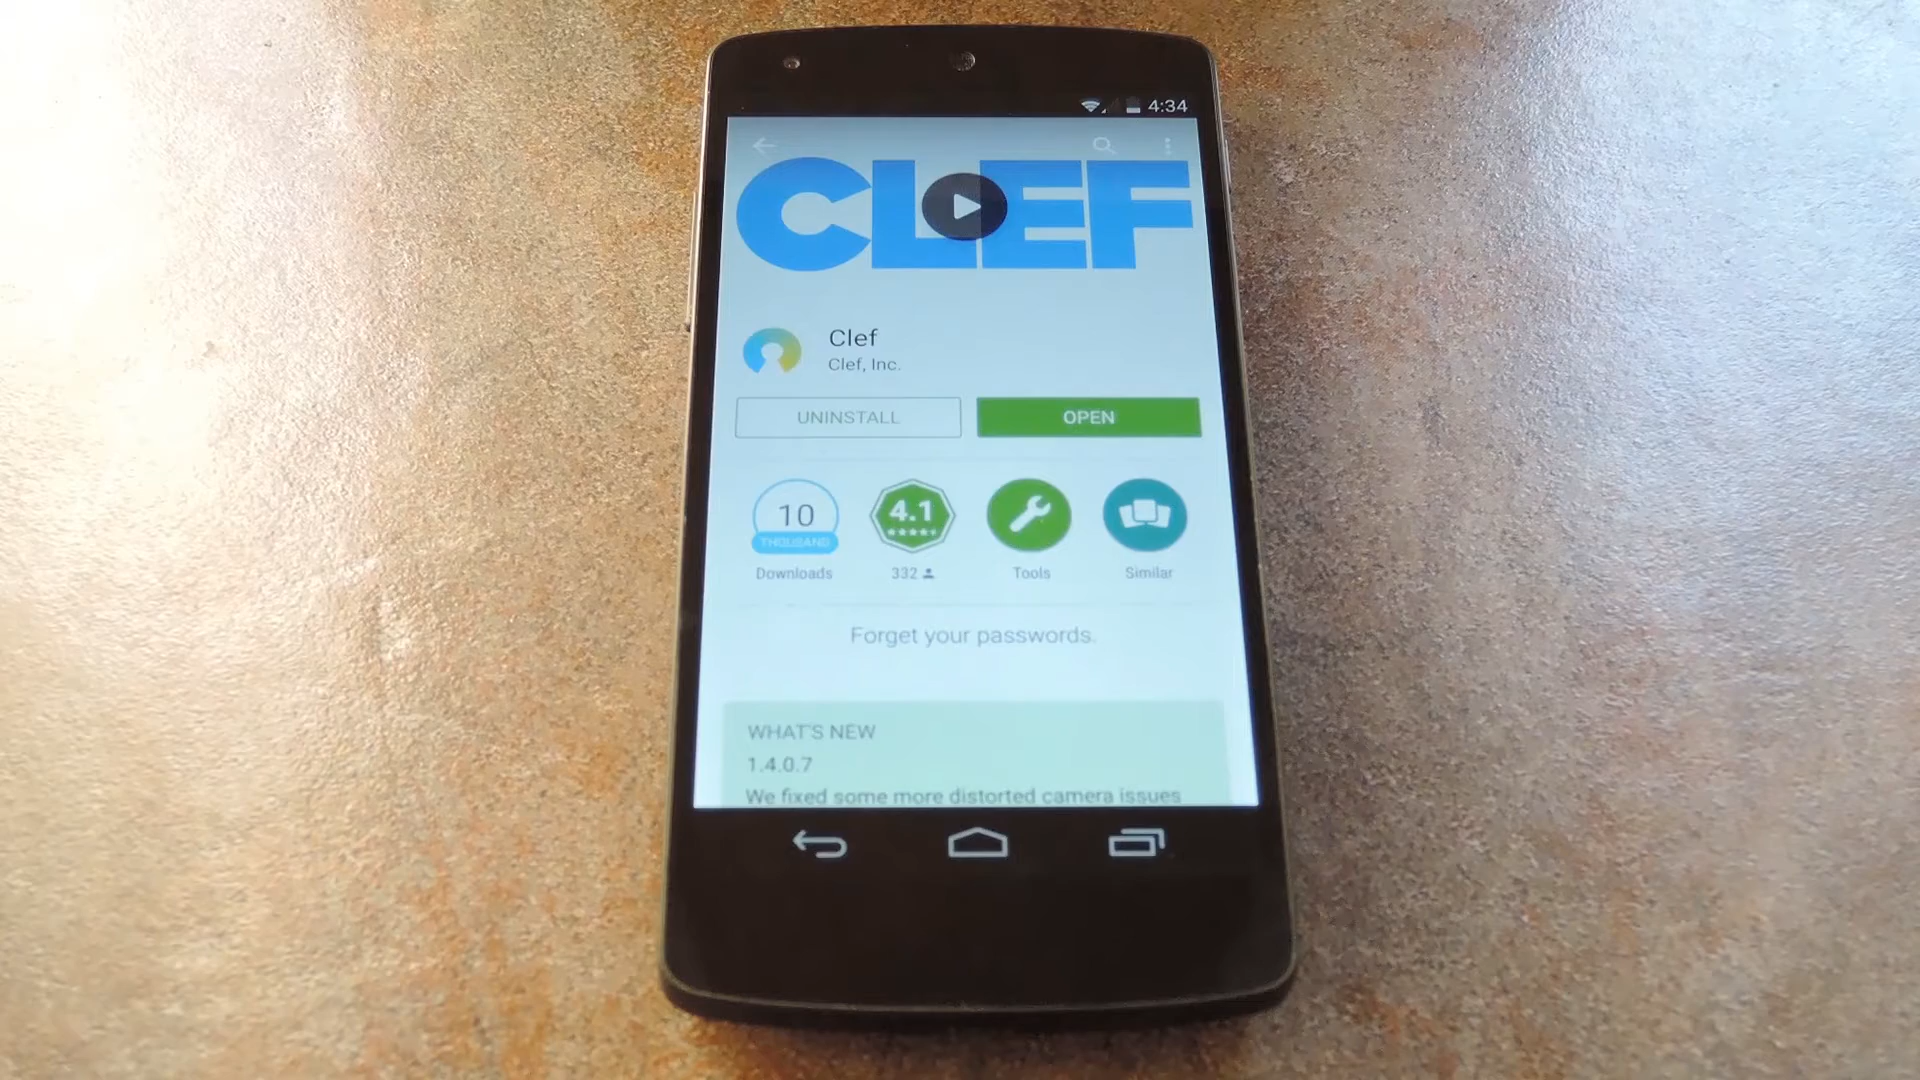 4:34
CLEF
Clef
Clef, Inc.
UNINSTALL
OPEN
10
THOUSAND
4.1
Downloads
332
Tools
Similar
Forget your passwords.
WHAT'S NEW
1.4.0.7
We fixed some more distorted camera issues